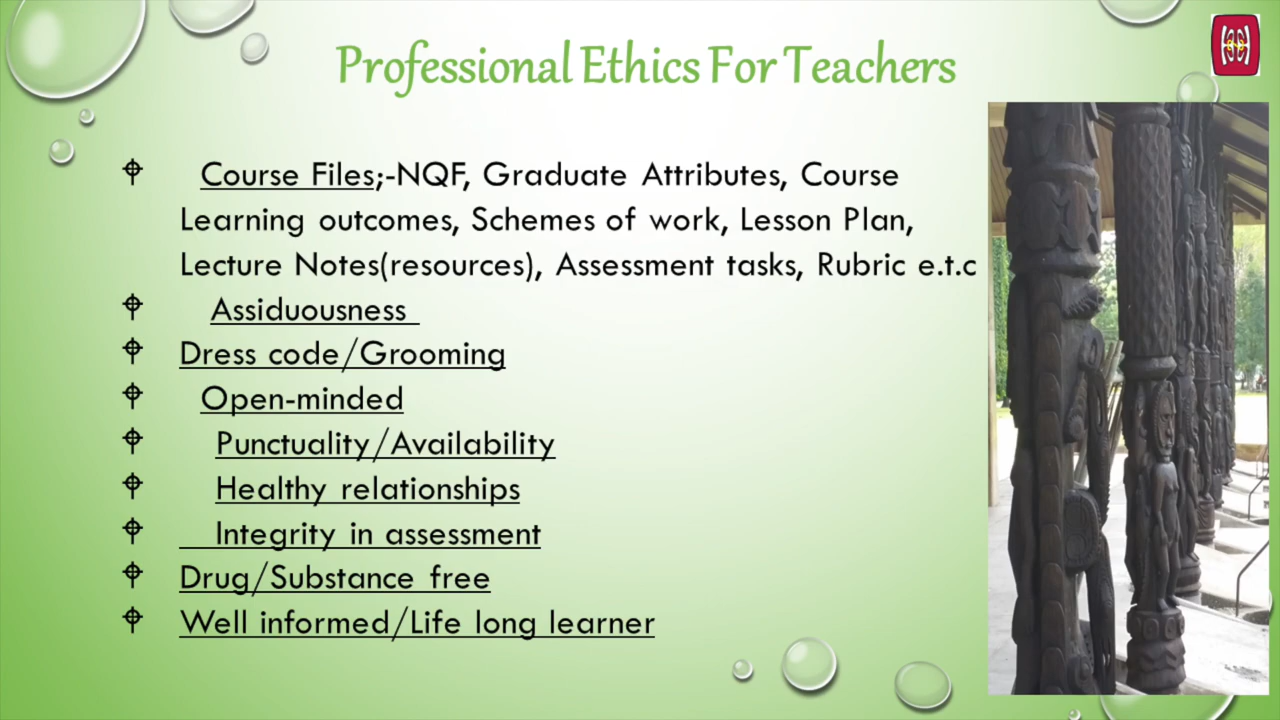 Professional Ethics For Teachers
Course Files;-NQF, Graduate Attributes, Course
Learning outcomes, Schemes of work, Lesson Plan,
Lecture Notes(resources), Assessment tasks, Rubric e.t.c
Assiduousness
Dress code/Grooming
Open-minded
Punctuality/Availability
Healthy relationships
Integrity in assessment
Drug/Substance free
Well informed/Life long learner